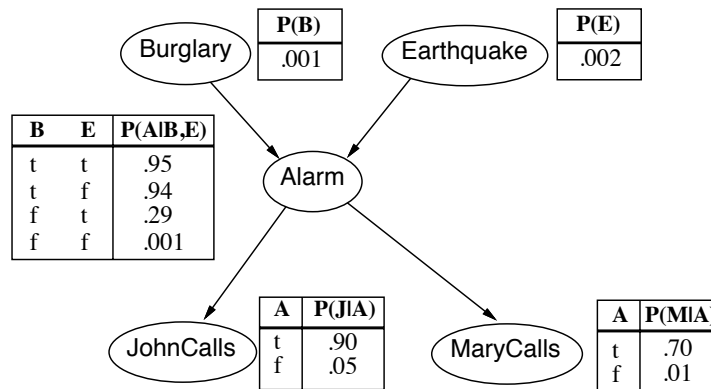 Burglary
P(B)
.001
Earthquake
P(E)
.002
B E P(A|B,E)
t t .95
t f .94
f t .29
f f .001
Alarm
JohnCalls
A P(J|A)
t .90
f .05
MaryCalls
A P(M|A)
t .70
f .01